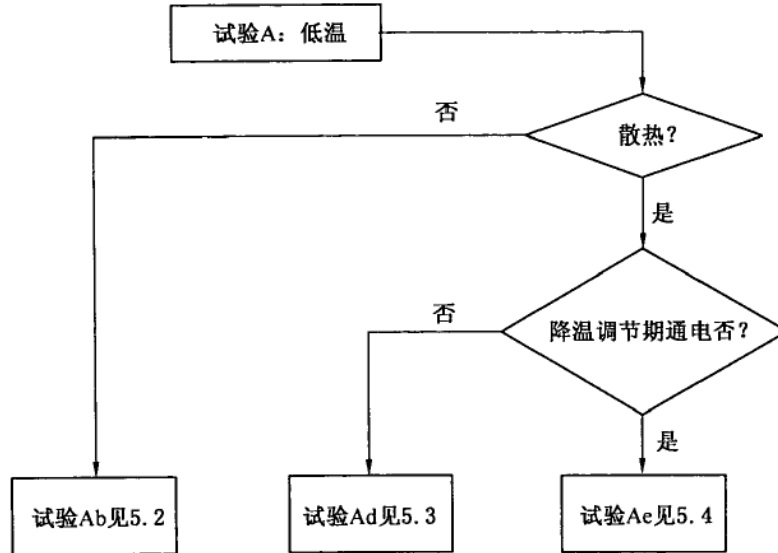 试验A：低温
否
散热？
是
否
降温调节期通电否？
是
试验Ab见5.2
试验Ad见5.3
试验Ae见5.4